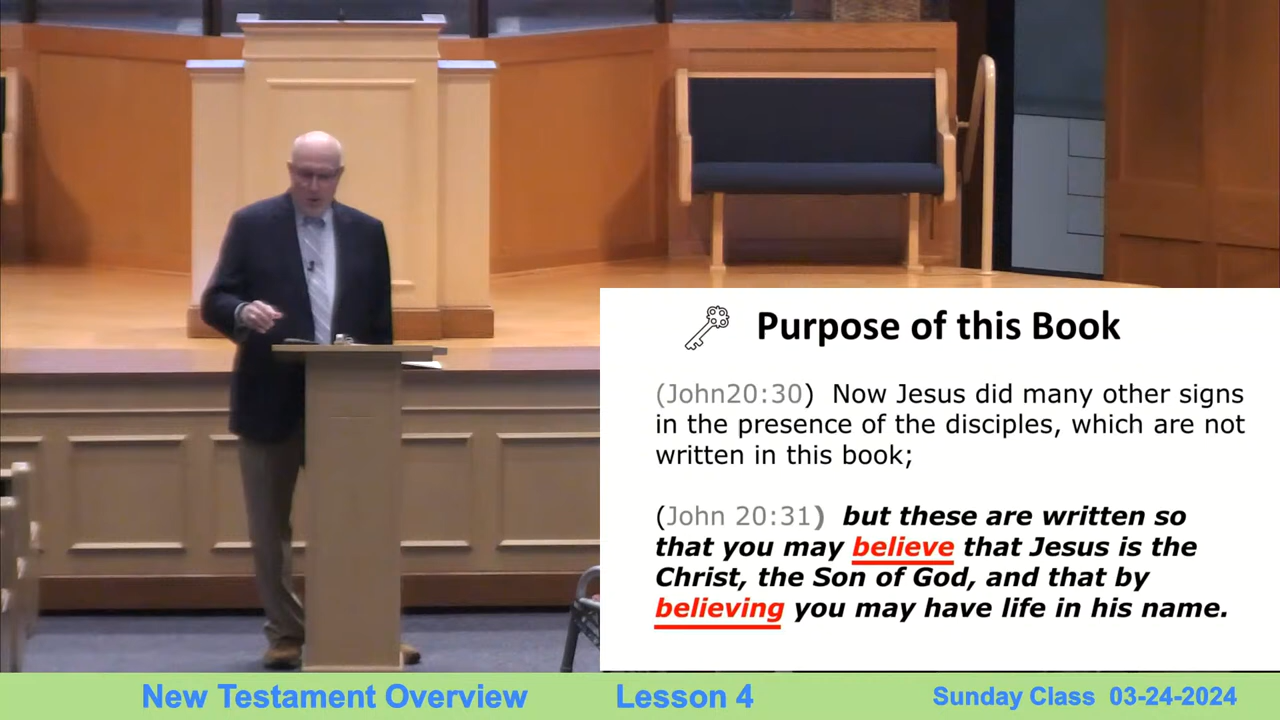 Purpose of this Book
(John20:30) Now Jesus did many other signs
in the presence of the disciples, which are not
written in this book;
(John 20:31) but these are written so
that you may believe that Jesus is the
Christ, the Son of God, and that by
believing you may have life in his name.
New Testament Overview Lesson 4 Sunday Class 03-24-2024